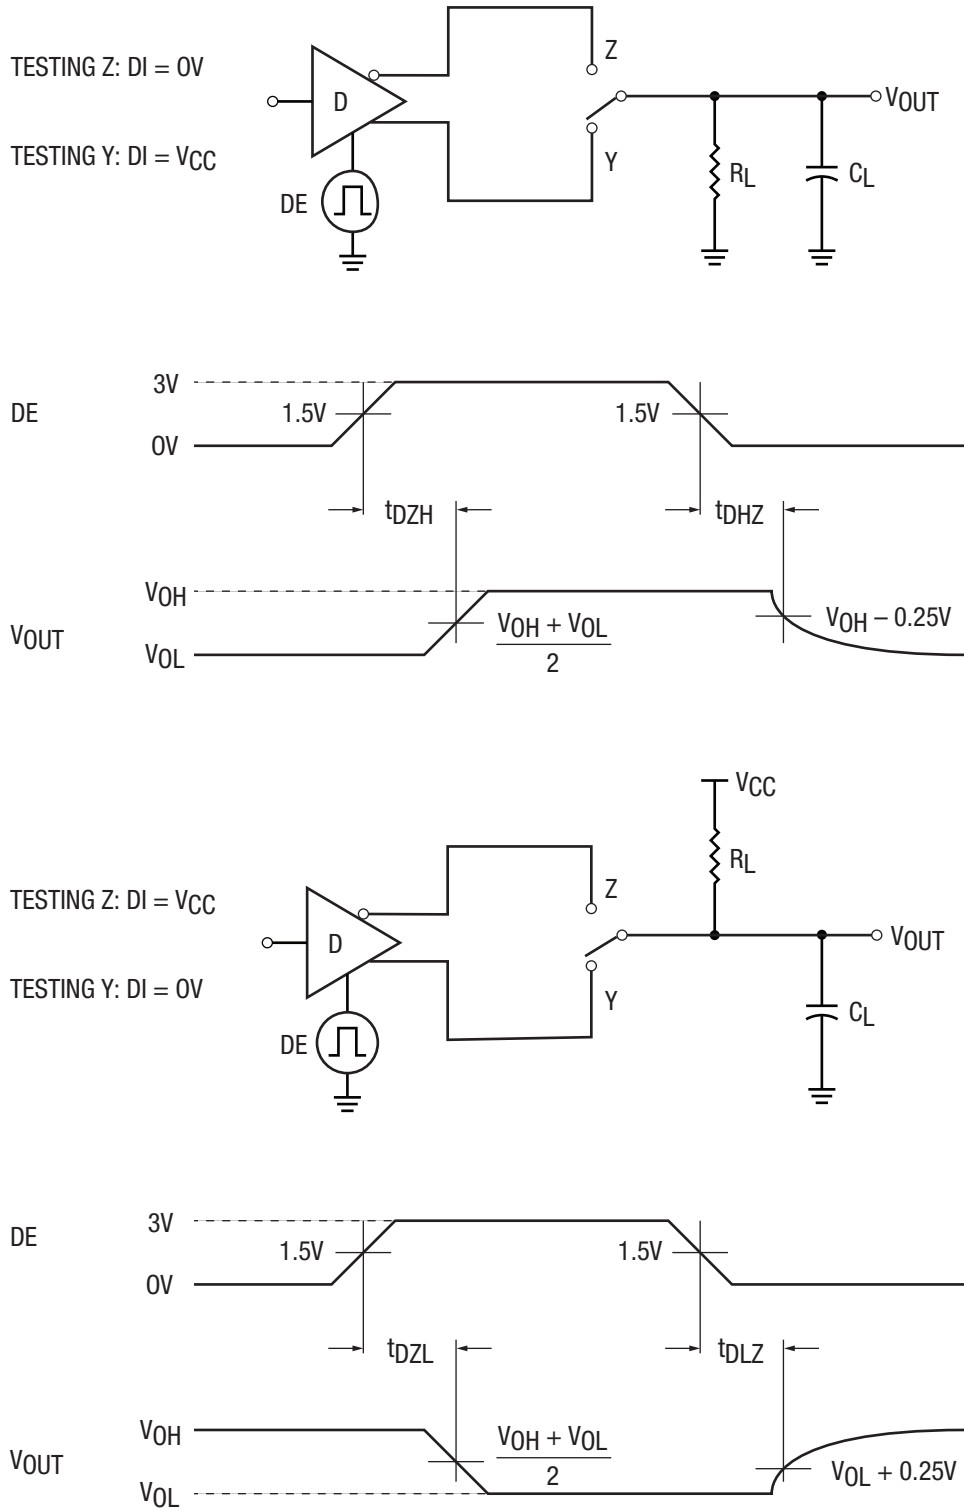 Z
TESTING Z: DI = 0V
D
VOUT
TESTING Y: DI = VCC
Y
RL
CL
DE
3V
DE
1.5V
1.5V
0V
tDZH
tDHZ
VOH
VOUT
VOH + VOL
2
VOH – 0.25V
VOL
VCC
RL
TESTING Z: DI = VCC
Z
D
VOUT
TESTING Y: DI = 0V
Y
CL
DE
3V
DE
1.5V
1.5V
0V
tDZL
tDLZ
VOH
VOUT
VOH + VOL
2
VOL + 0.25V
VOL